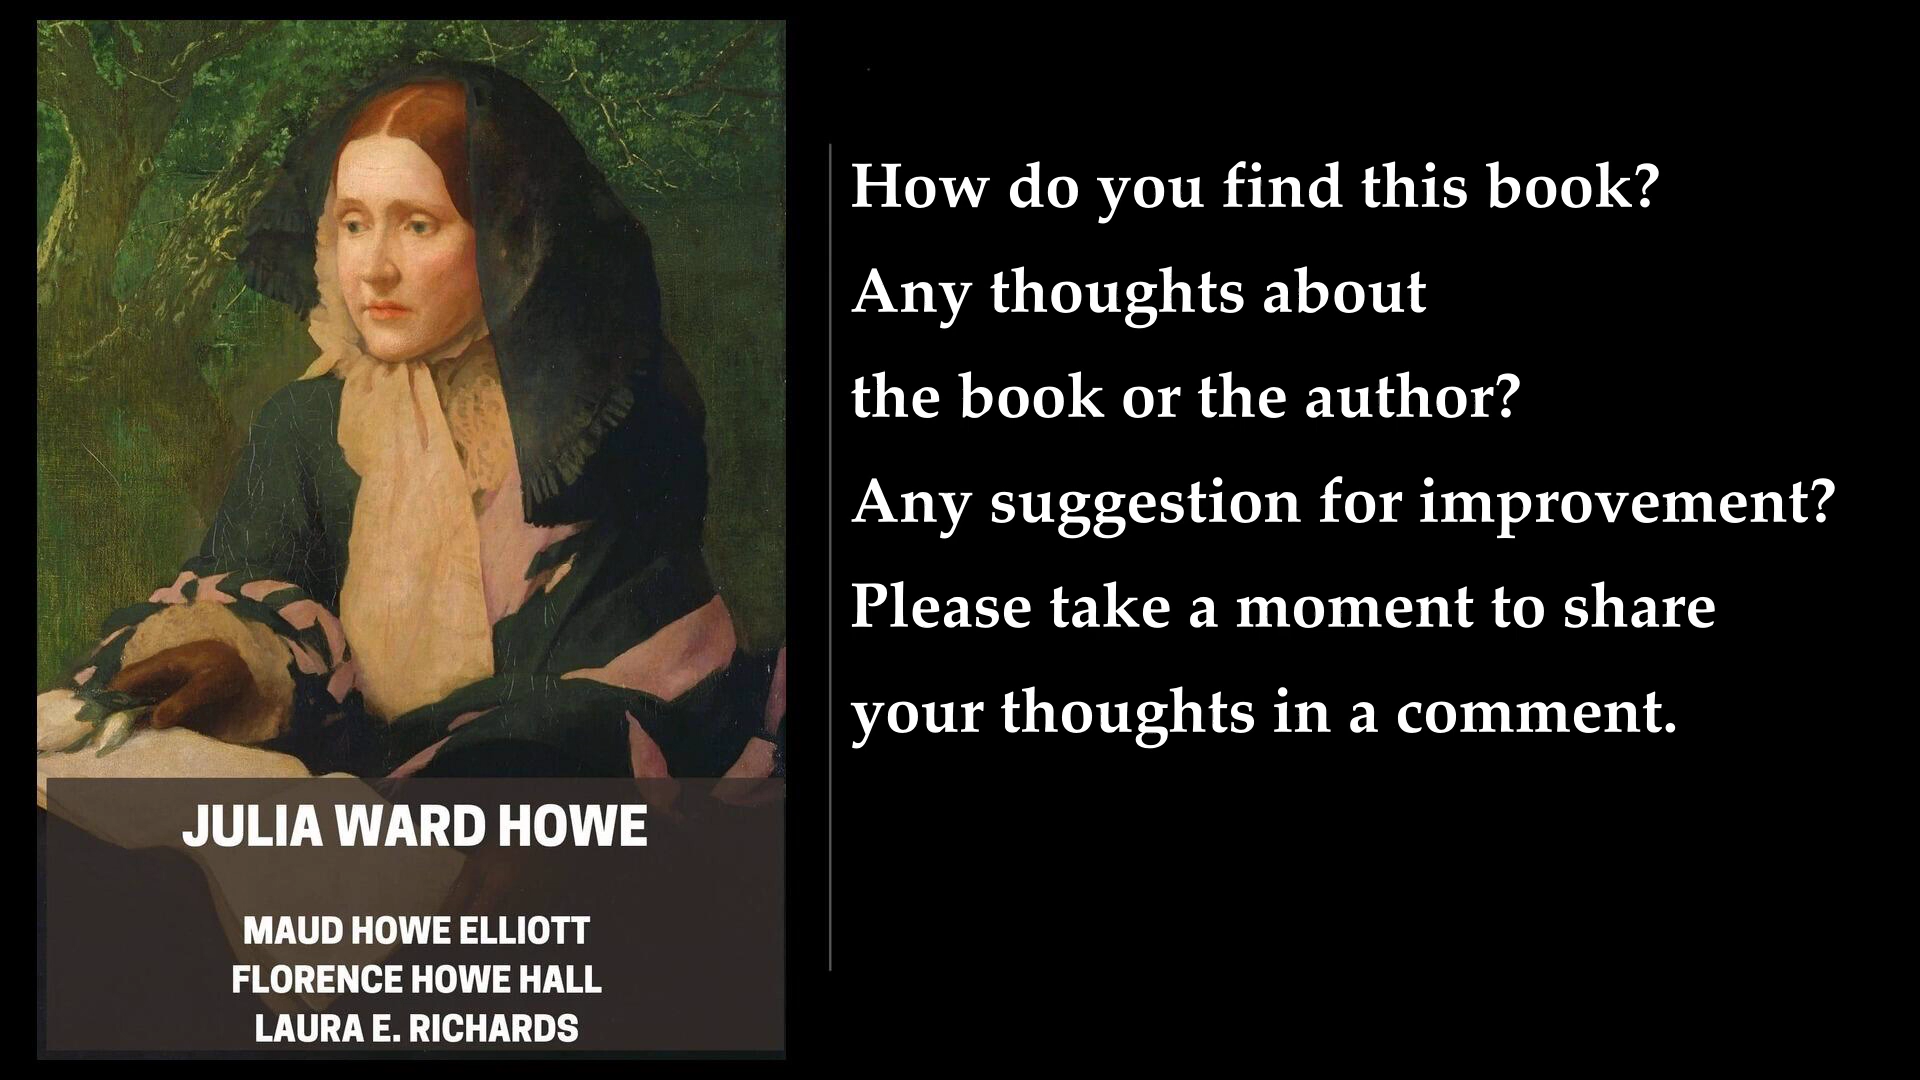 JULIA WARD HOWE
MAUD HOWE ELLIOTT
FLORENCE HOWE HALL
LAURA E. RICHARDS
How do you find this book?
Any thoughts about
the book or the author?
Any suggestion for improvement?
Please take a moment to share
your thoughts in a comment.